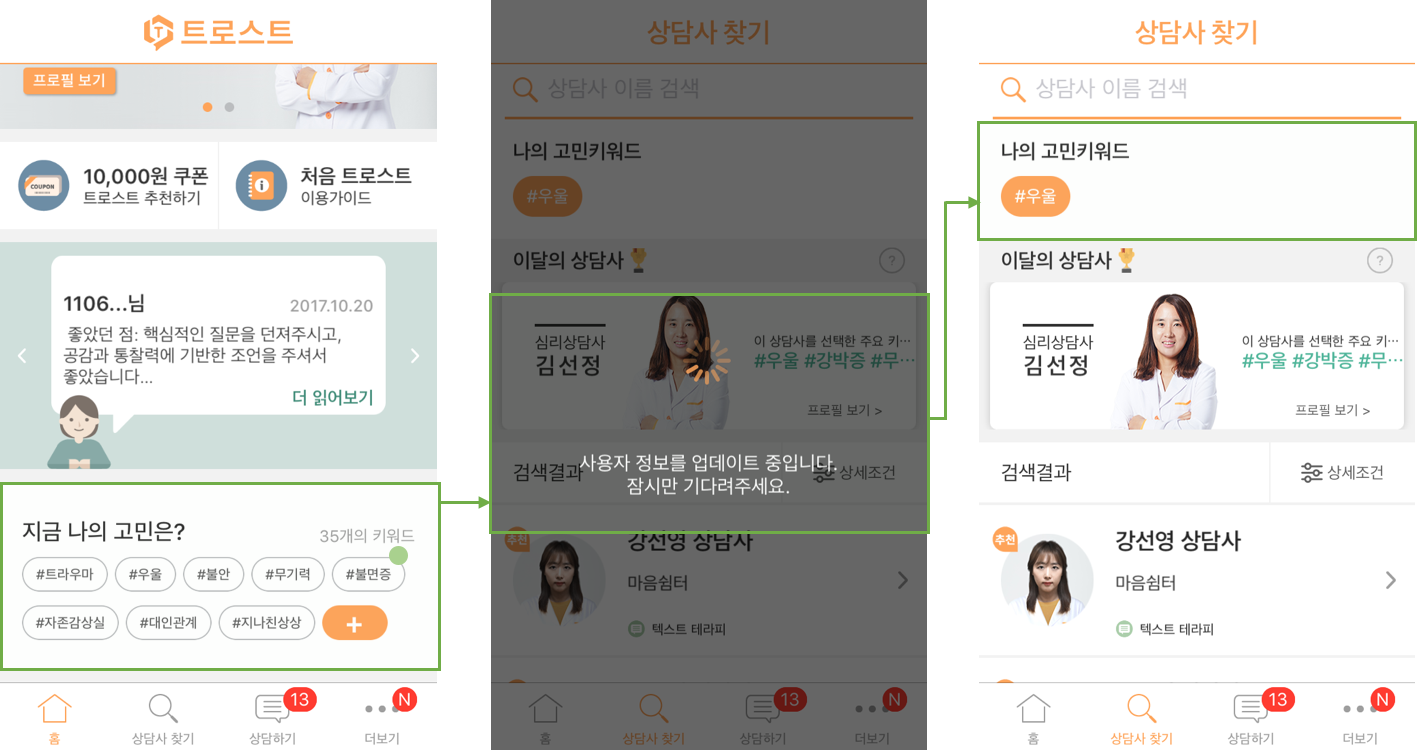 트로스트
프로필 보기
10,000원 쿠폰
트로스트 추천하기
COUPON
처음 트로스트
이용가이드
1106...님
2017.10.20
좋았던 점: 핵심적인 질문을 던져주시고,
공감과 통찰력에 기반한 조언을 주셔서
좋았습니다...
더 읽어보기
지금 나의 고민은?
35개의 키워드
#트라우마 #우울 #불안 #무기력 #불면증
#자존감상실 #대인관계 #지나친상상 +
13
N
홈
상담사 찾기
상담하기
더보기
상담사 찾기
상담사 이름 검색
나의 고민키워드
#우울
이달의 상담사
?
심리상담사
김선정
이 상담사를 선택한 주요 키…
#우울 #강박증 #무…
프로필 보기 >
사용자 정보를 업데이트 중입니다.
잠시만 기다려주세요.
검색결과
상세조건
추천
강선영 상담사
마음쉼터
텍스트 테라피
13
N
홈
상담사 찾기
상담하기
더보기
상담사 찾기
상담사 이름 검색
나의 고민키워드
#우울
이달의 상담사
?
심리상담사
김선정
이 상담사를 선택한 주요 키…
#우울 #강박증 #무…
프로필 보기 >
검색결과
상세조건
추천
강선영 상담사
마음쉼터
텍스트 테라피
13
N
홈
상담사 찾기
상담하기
더보기